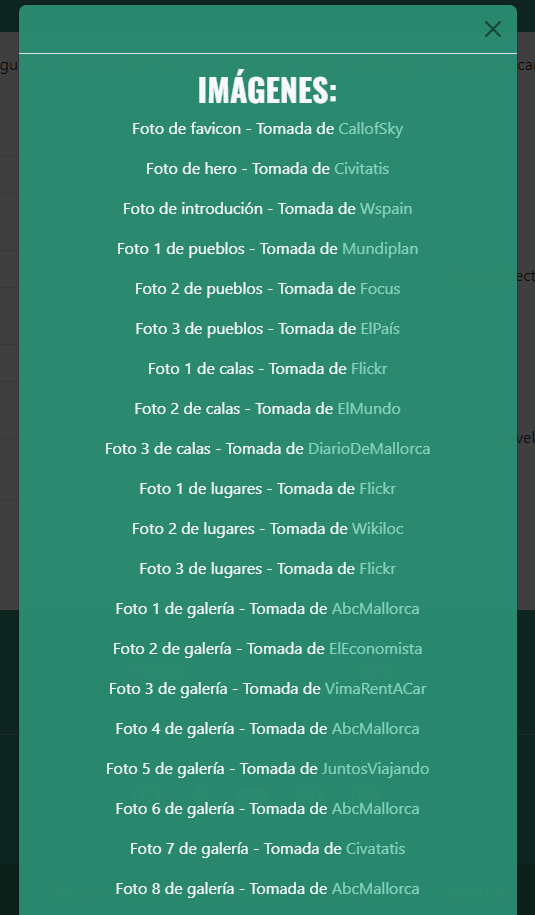 IMÁGENES:
Foto de favicon - Tomada de CallofSky
Foto de hero - Tomada de Civitatis
Foto de introdución - Tomada de Wspain
Foto 1 de pueblos - Tomada de Mundiplan
Foto 2 de pueblos - Tomada de Focus
Foto 3 de pueblos - Tomada de ElPaís
Foto 1 de calas - Tomada de Flickr
Foto 2 de calas - Tomada de ElMundo
Foto 3 de calas - Tomada de DiarioDeMallorca
Foto 1 de lugares - Tomada de Flickr
Foto 2 de lugares - Tomada de Wikiloc
Foto 3 de lugares - Tomada de Flickr
Foto 1 de galería - Tomada de AbcMallorca
Foto 2 de galería - Tomada de ElEconomista
Foto 3 de galería - Tomada de VimaRentACar
Foto 4 de galería - Tomada de AbcMallorca
Foto 5 de galería - Tomada de JuntosViajando
Foto 6 de galería - Tomada de AbcMallorca
Foto 7 de galería - Tomada de Civatatis
Foto 8 de galería - Tomada de AbcMallorca